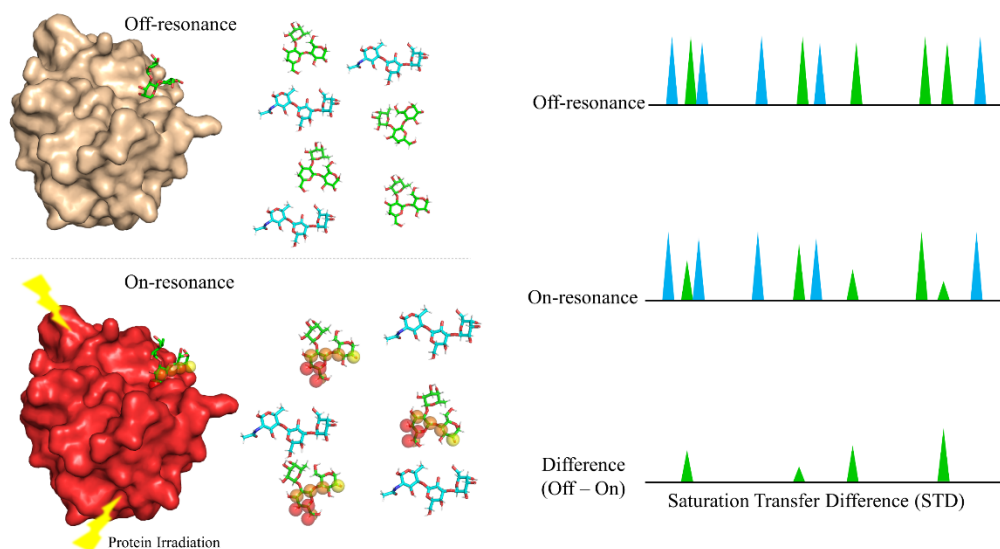 Off-resonance
Off-resonance
On-resonance
On-resonance
Protein Irradiation
Difference
(Off – On)
Saturation Transfer Difference (STD)